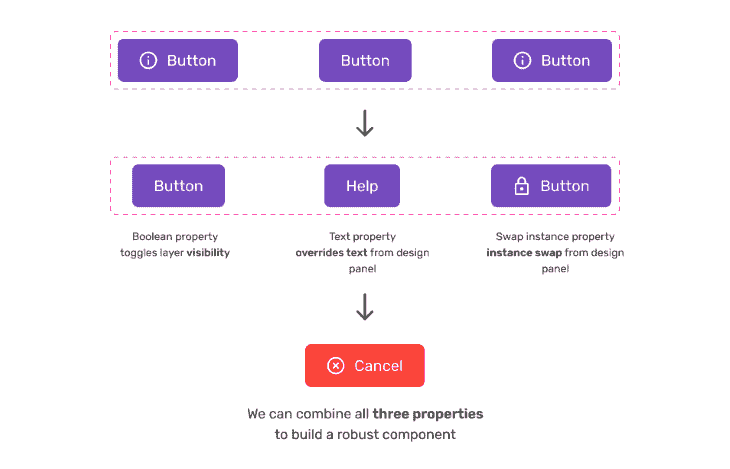 Button
Button
Button
Button
Help
Button
Boolean property
toggles layer visibility
Text property
overrides text from design
panel
Swap instance property
instance swap from design
panel
Cancel
We can combine all three properties
to build a robust component